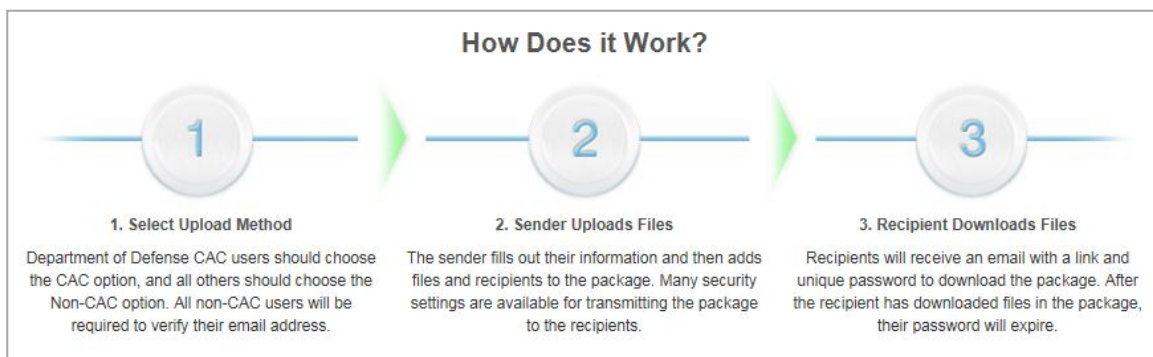 How Does it Work?
1
2
3
1. Select Upload Method
Department of Defense CAC users should choose
the CAC option, and all others should choose the
Non-CAC option. All non-CAC users will be
required to verify their email address.
2. Sender Uploads Files
The sender fills out their information and then adds
files and recipients to the package. Many security
settings are available for transmitting the package
to the recipients.
3. Recipient Downloads Files
Recipients will receive an email with a link and
unique password to download the package. After
the recipient has downloaded files in the package,
their password will expire.